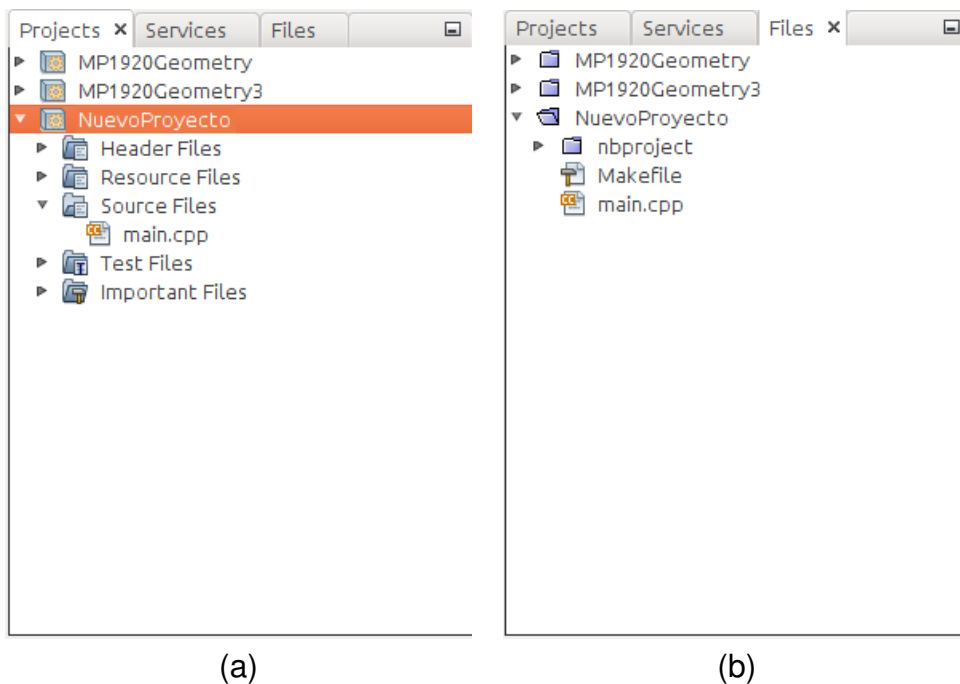 Projects Services Files
MP1920Geometry
MP1920Geometry3
NuevoProyecto
Header Files
Resource Files
Source Files
main.cpp
Test Files
Important Files
(a)
Projects Services Files
MP1920Geometry
MP1920Geometry3
NuevoProyecto
nbproject
Makefile
main.cpp
(b)